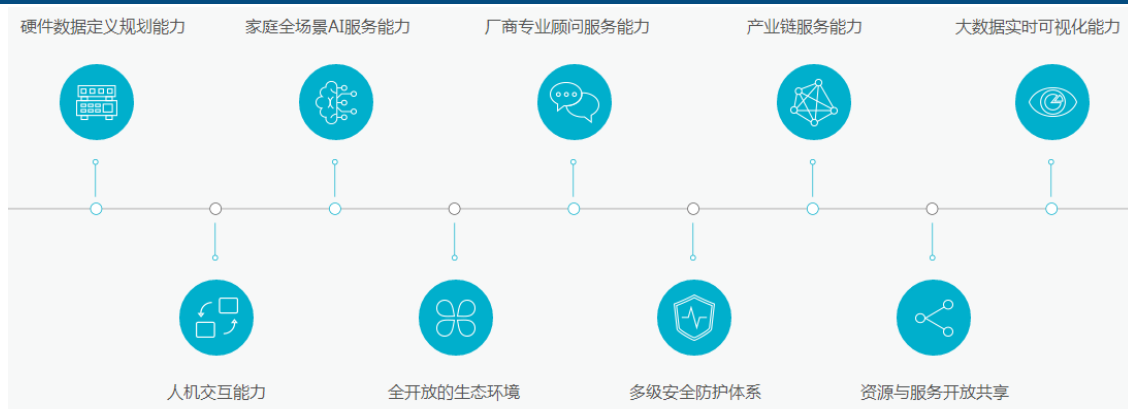 硬件数据定义规划能力
家庭全场景AI服务能力
厂商专业顾问服务能力
产业链服务能力
大数据实时可视化能力
人机交互能力
全开放的生态环境
多级安全防护体系
资源与服务开放共享